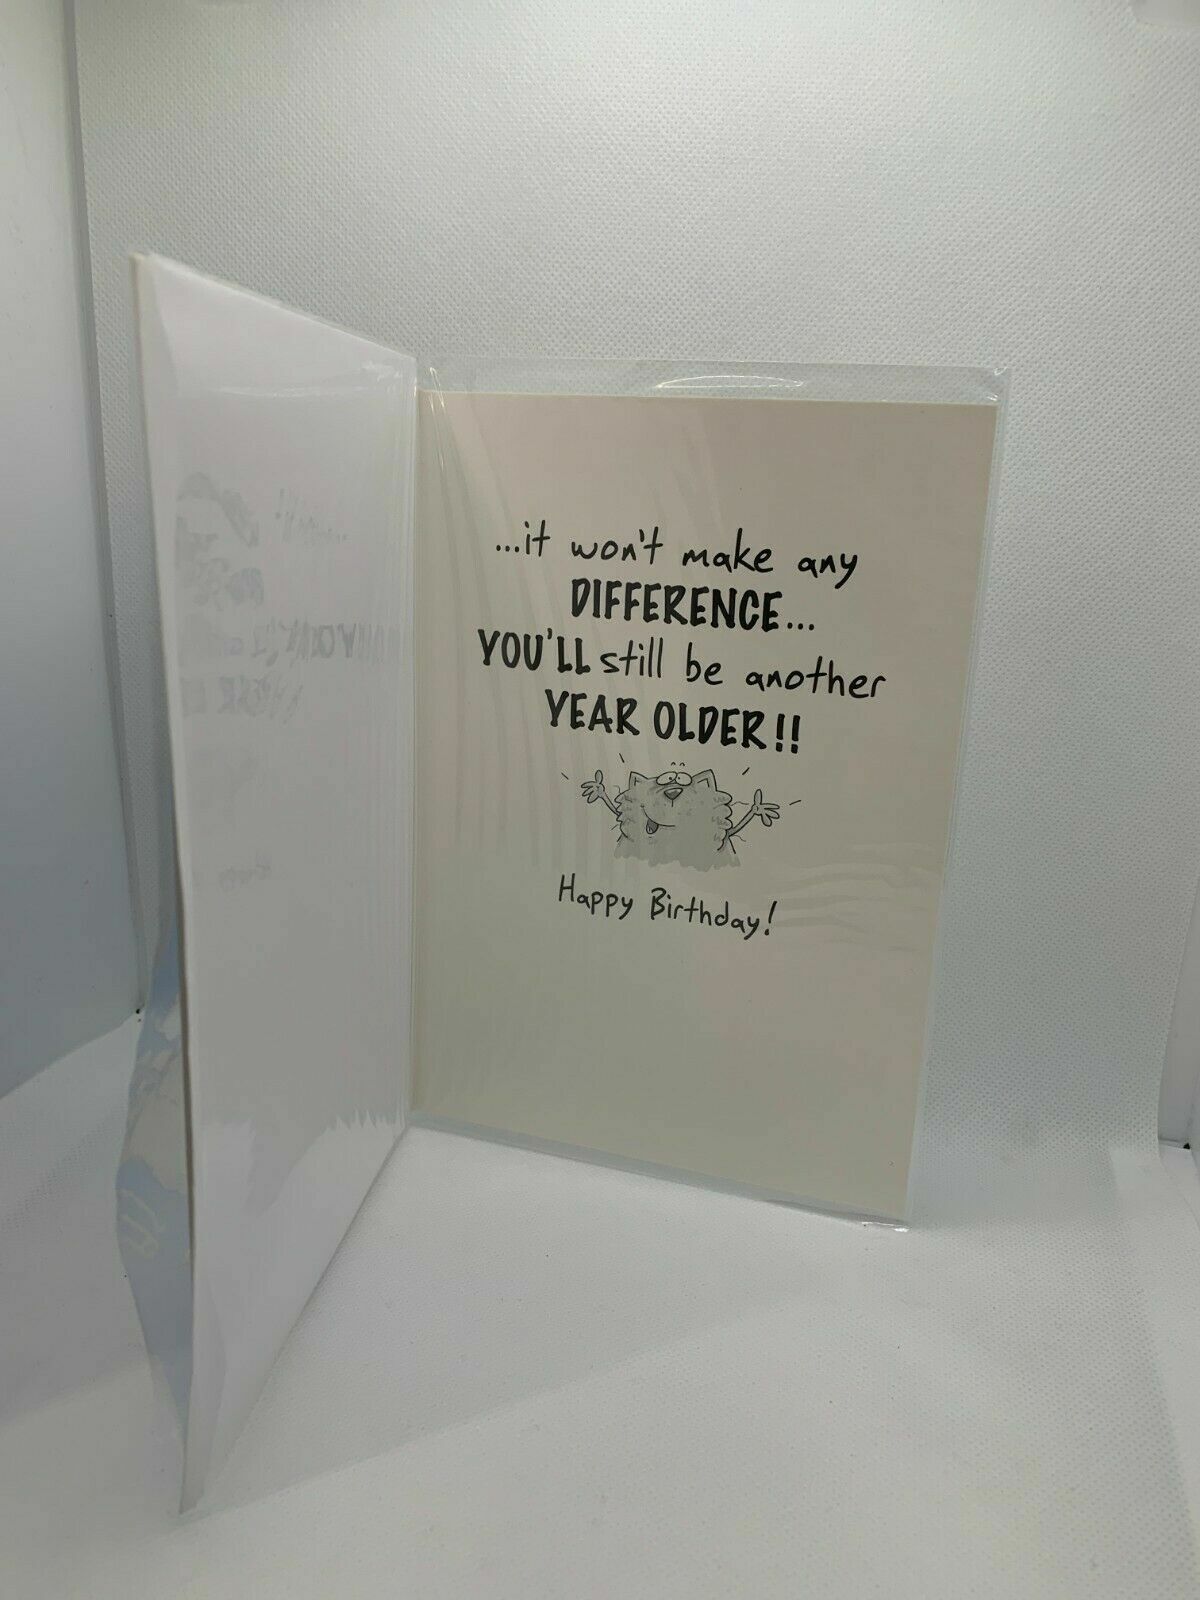 ...it won't make any
DIFFERENCE...
YOU'LL still be another
YEAR OLDER!!
Happy Birthday!